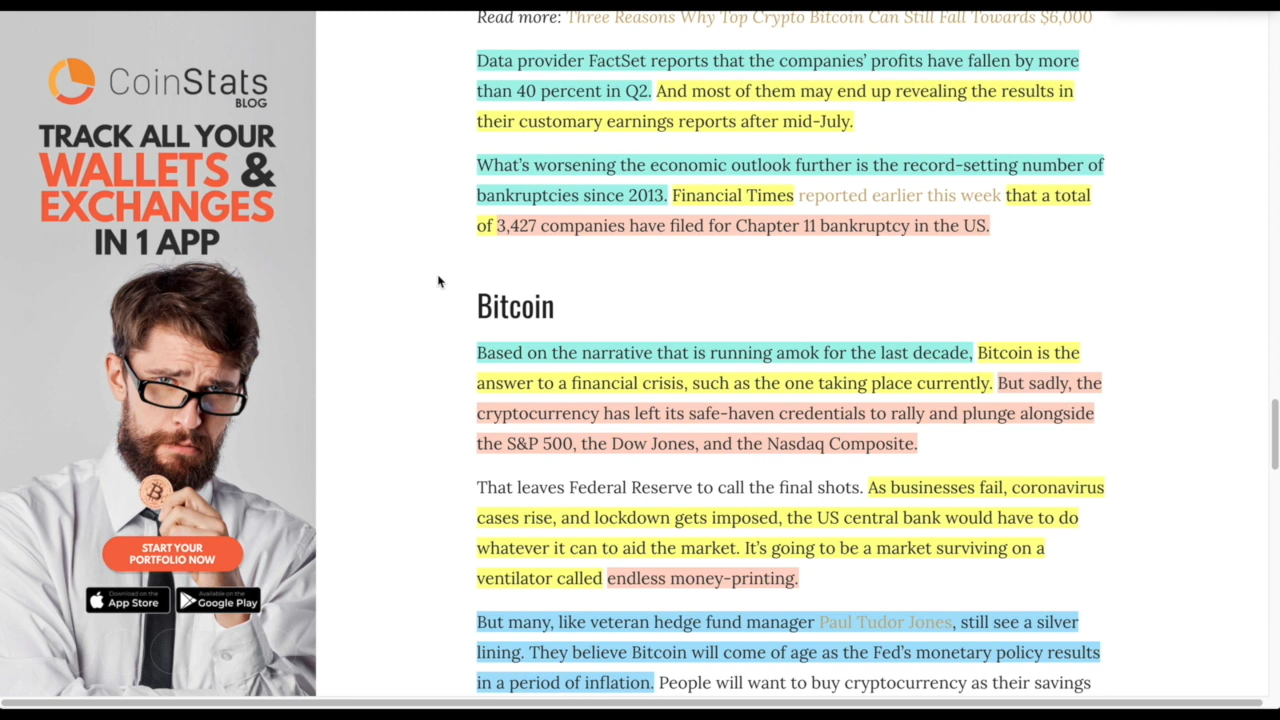 CoinStats
BLOG
TRACK ALL YOUR
WALLETS &
EXCHANGES
IN 1 APP
START YOUR
PORTFOLIO NOW
Download on the
App Store
Available on the
Google Play
Read more: Three Reasons Why Top Crypto Bitcoin Can Still Fall Towards $6,000
Data provider FactSet reports that the companies’ profits have fallen by more
than 40 percent in Q2. And most of them may end up revealing the results in
their customary earnings reports after mid-July.
What’s worsening the economic outlook further is the record-setting number of
bankruptcies since 2013. Financial Times reported earlier this week that a total
of 3,427 companies have filed for Chapter 11 bankruptcy in the US.
Bitcoin
Based on the narrative that is running amok for the last decade, Bitcoin is the
answer to a financial crisis, such as the one taking place currently. But sadly, the
cryptocurrency has left its safe-haven credentials to rally and plunge alongside
the S&P 500, the Dow Jones, and the Nasdaq Composite.
That leaves Federal Reserve to call the final shots. As businesses fail, coronavirus
cases rise, and lockdown gets imposed, the US central bank would have to do
whatever it can to aid the market. It’s going to be a market surviving on a
ventilator called endless money-printing.
But many, like veteran hedge fund manager Paul Tudor Jones, still see a silver
lining. They believe Bitcoin will come of age as the Fed’s monetary policy results
in a period of inflation. People will want to buy cryptocurrency as their savings